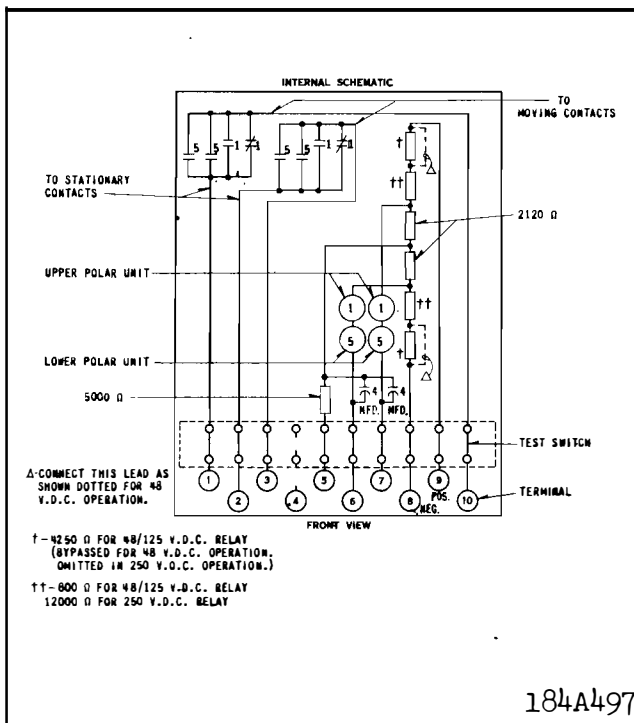 INTERNAL SCHEMATIC
TO
MOVING CONTACTS
5 5 1 1
5 5 1 1
†
Δ
††
TO STATIONARY
CONTACTS
2120 Ω
UPPER POLAR UNIT
1 1
††
5 5
LOWER POLAR UNIT
†
Δ
5000 Ω
4 4
MFD. MFD.
TEST SWITCH
Δ-CONNECT THIS LEAD AS
SHOWN DOTTED FOR 48
V.D.C. OPERATION.
1 3 5 7 9
POS.
2 4 6 8 10
NEG.
TERMINAL
FRONT VIEW
†-4250 Ω FOR 48/125 V.D.C. RELAY
(BYPASSED FOR 48 V.D.C. OPERATION.
OMITTED IN 250 V.D.C. OPERATION.)
††-800 Ω FOR 48/125 V.D.C. RELAY
12000 Ω FOR 250 V.D.C. RELAY
184A497